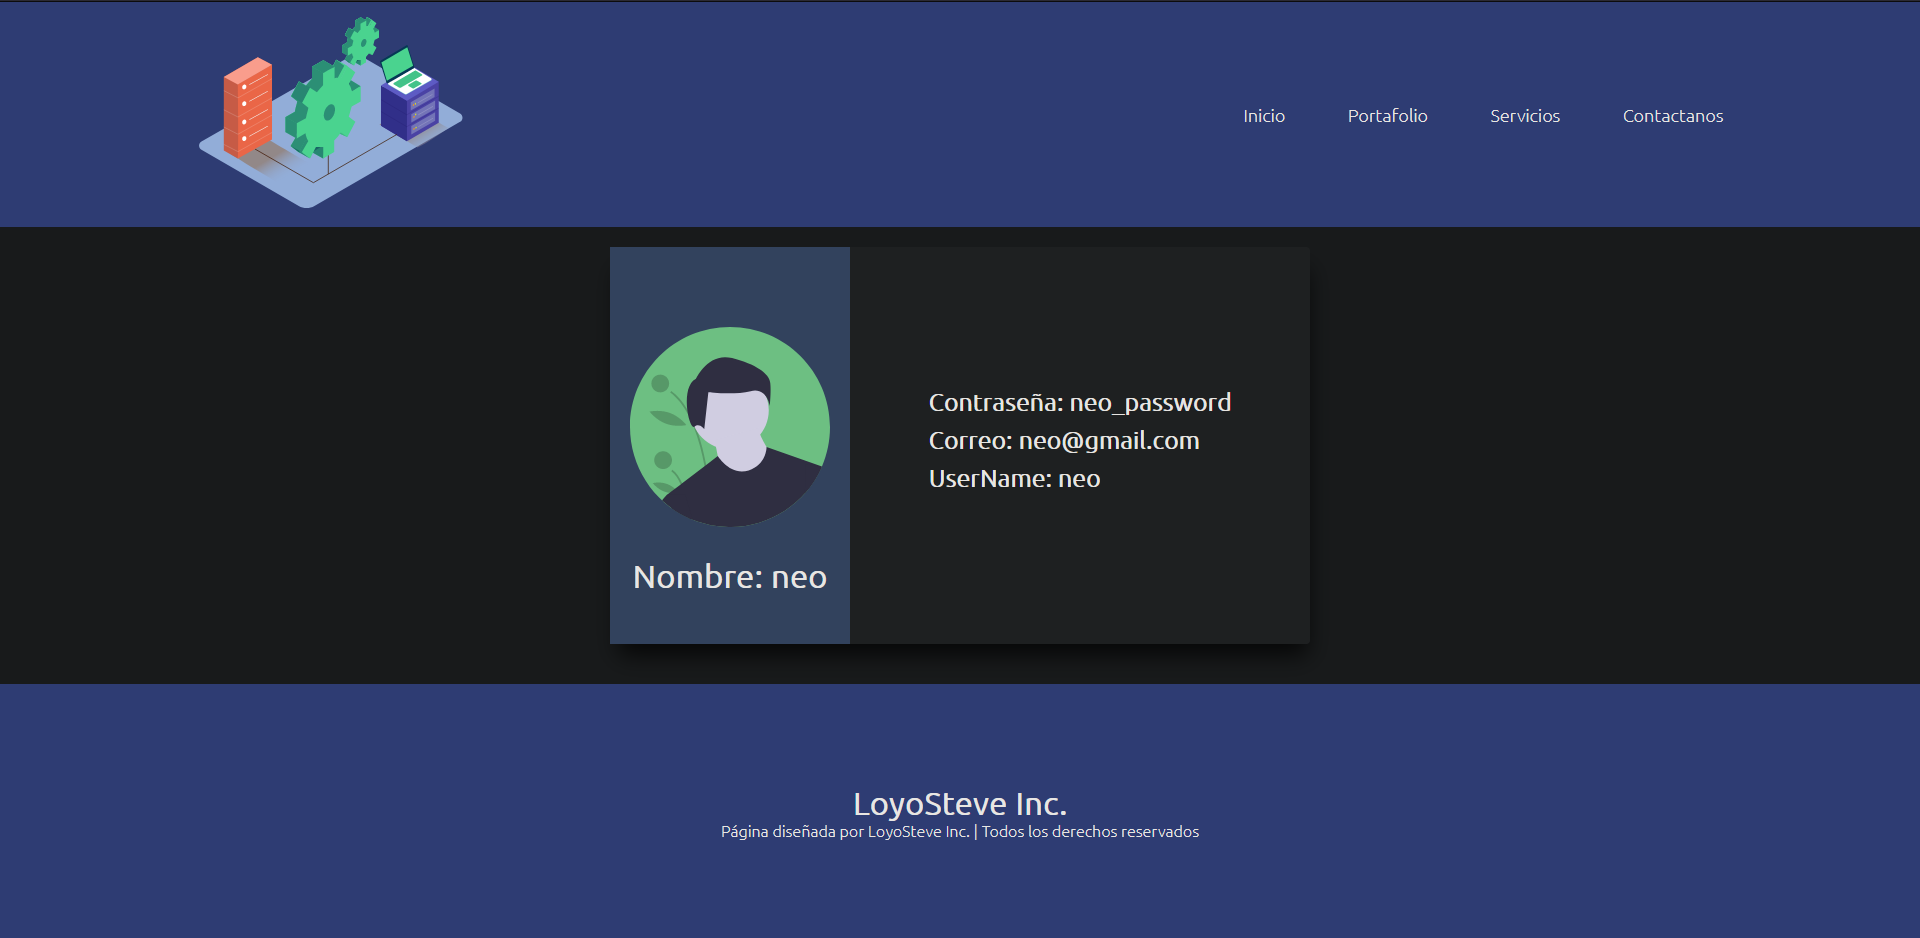 Inicio Portafolio Servicios Contactanos
Contraseña: neo_password
Correo: neo@gmail.com
UserName: neo
Nombre: neo
LoyoSteve Inc.
Página diseñada por LoyoSteve Inc. | Todos los derechos reservados